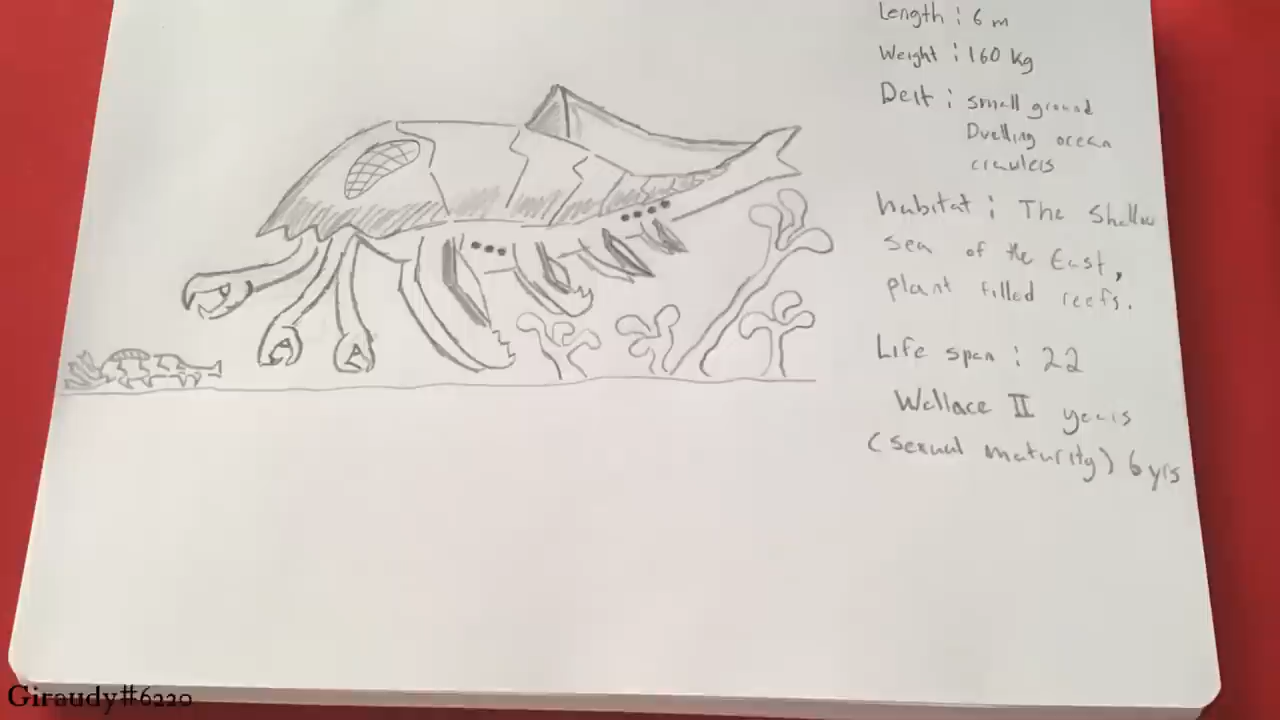 Length : 6 m
Weight : 160 kg
Deit : small ground
Dwelling ocean
crawlers
habitat : The Shallow
sea of the East,
plant filled reefs.
Life span : 22
Wallace II years
(sexual maturity) 6 yrs
Giraudy#6220